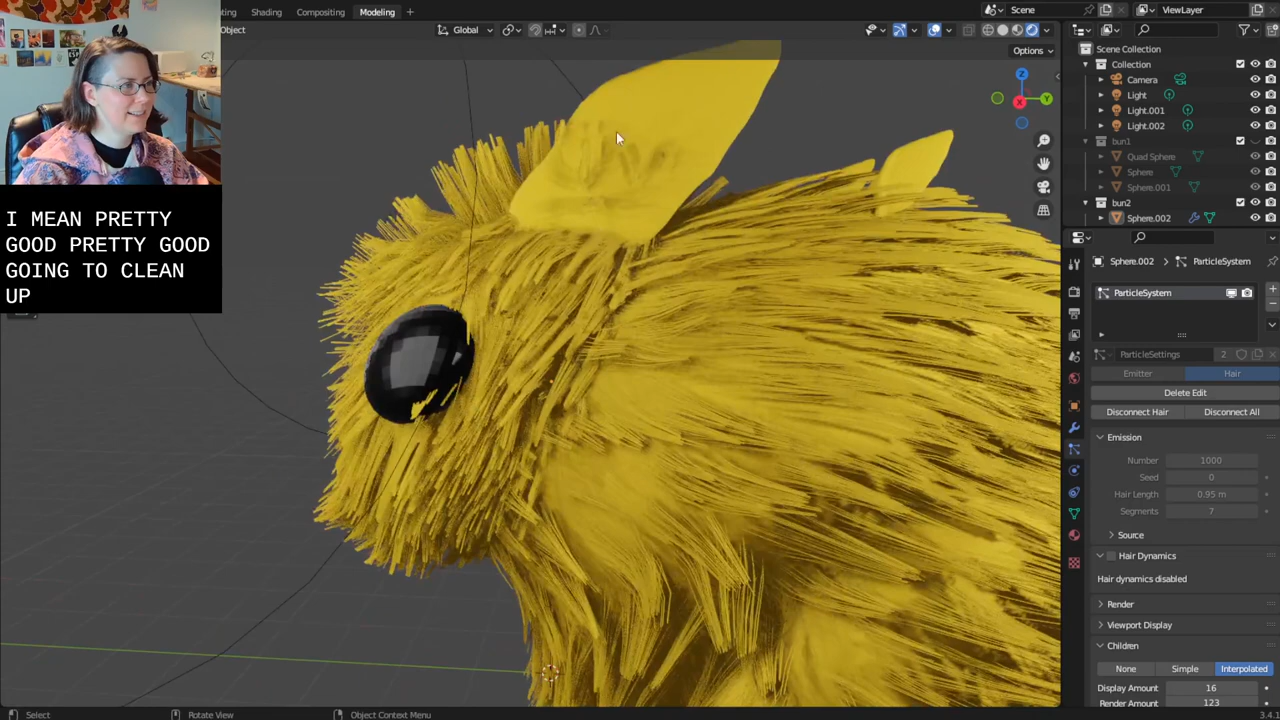 ting
Shading
Compositing
Modeling
+
Scene
ViewLayer
Object
Global
Options
Z
X
Y
I MEAN PRETTY
GOOD PRETTY GOOD
GOING TO CLEAN
UP
Scene Collection
Collection
Camera
Light
Light.001
Light.002
bun1
Quad Sphere
Sphere
Sphere.001
bun2
Sphere.002
Sphere.002 > ParticleSystem
ParticleSystem
ParticleSettings 2
Emitter Hair
Delete Edit
Disconnect Hair Disconnect All
Emission
Number 1000
Seed 0
Hair Length 0.95 m
Segments 7
Source
Hair Dynamics
Hair dynamics disabled
Render
Viewport Display
Children
None Simple Interpolated
Display Amount 16
Render Amount 123
Select
Rotate View
Object Context Menu
3.4.1